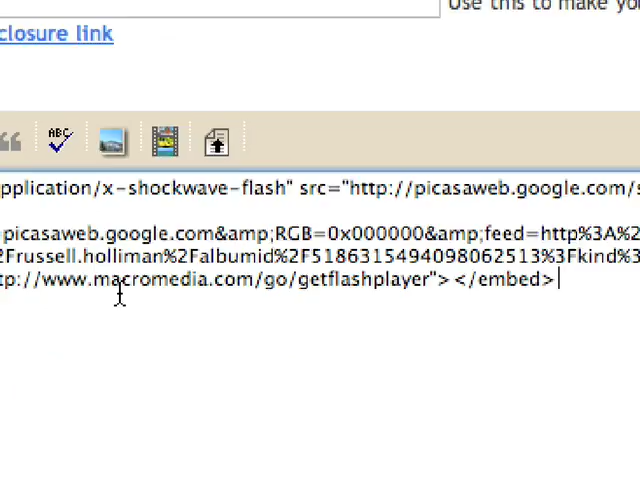 Use this to make yo
closure link
ABC
pplication/x-shockwave-flash" src="http://picasaweb.google.com/s
picasaweb.google.com&amp;RGB=0x000000&amp;feed=http%3A%2
2Frussell.holliman%2Falbumid%2F5186315494098062513%3Fkind%3
tp://www.macromedia.com/go/getflashplayer"></embed>